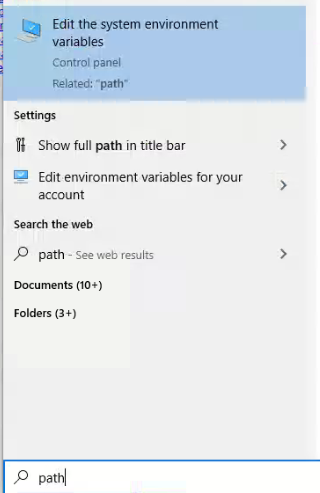 Edit the system environment
variables
Control panel
Related: "path"
Settings
Show full path in title bar
Edit environment variables for your
account
Search the web
path - See web results
Documents (10+)
Folders (3+)
path